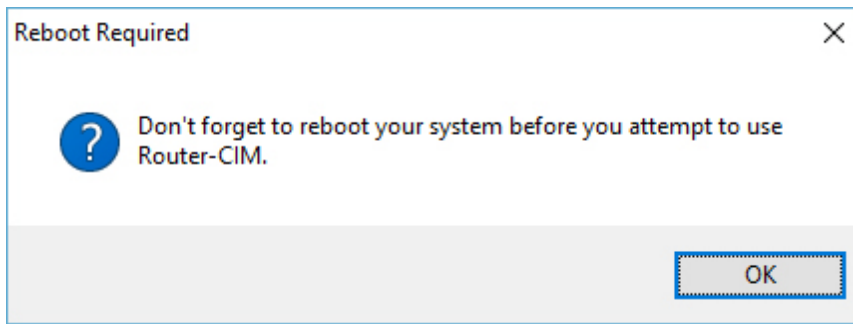 Reboot Required
Don't forget to reboot your system before you attempt to use
Router-CIM.
OK